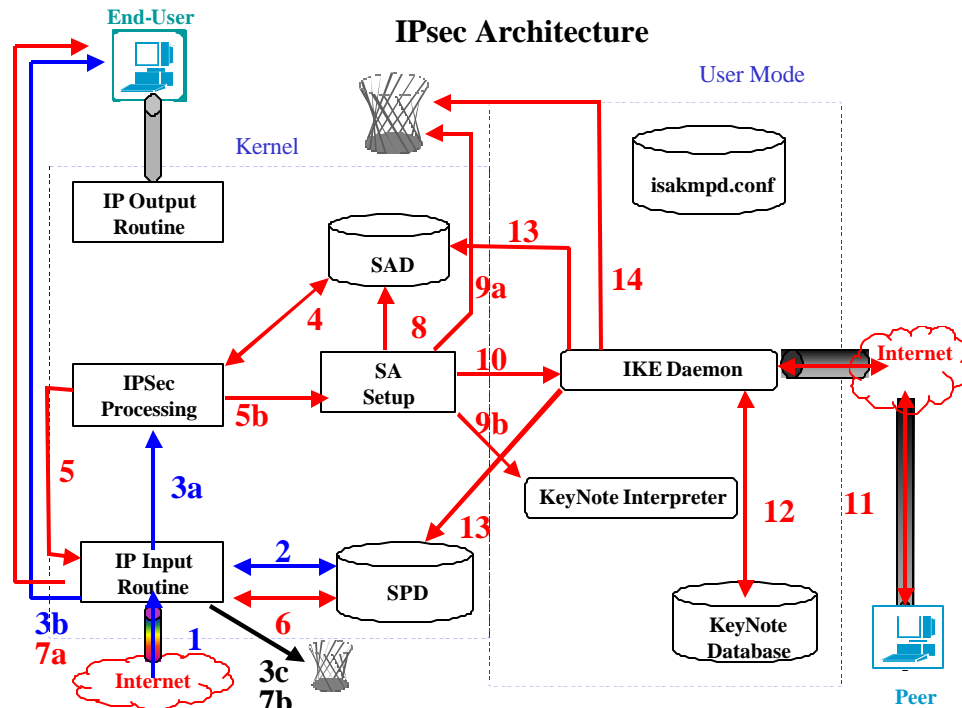 End-User
IPsec Architecture
User Mode
Kernel
isakmpd.conf
IP Output
Routine
13
SAD
14
9a
4
8
Internet
10
IKE Daemon
IPSec
Processing
SA
Setup
5b
9b
5
3a
KeyNote Interpreter
12
11
13
IP Input
Routine
2
SPD
6
3b
7a
1
KeyNote
Database
3c
7b
Internet
Peer